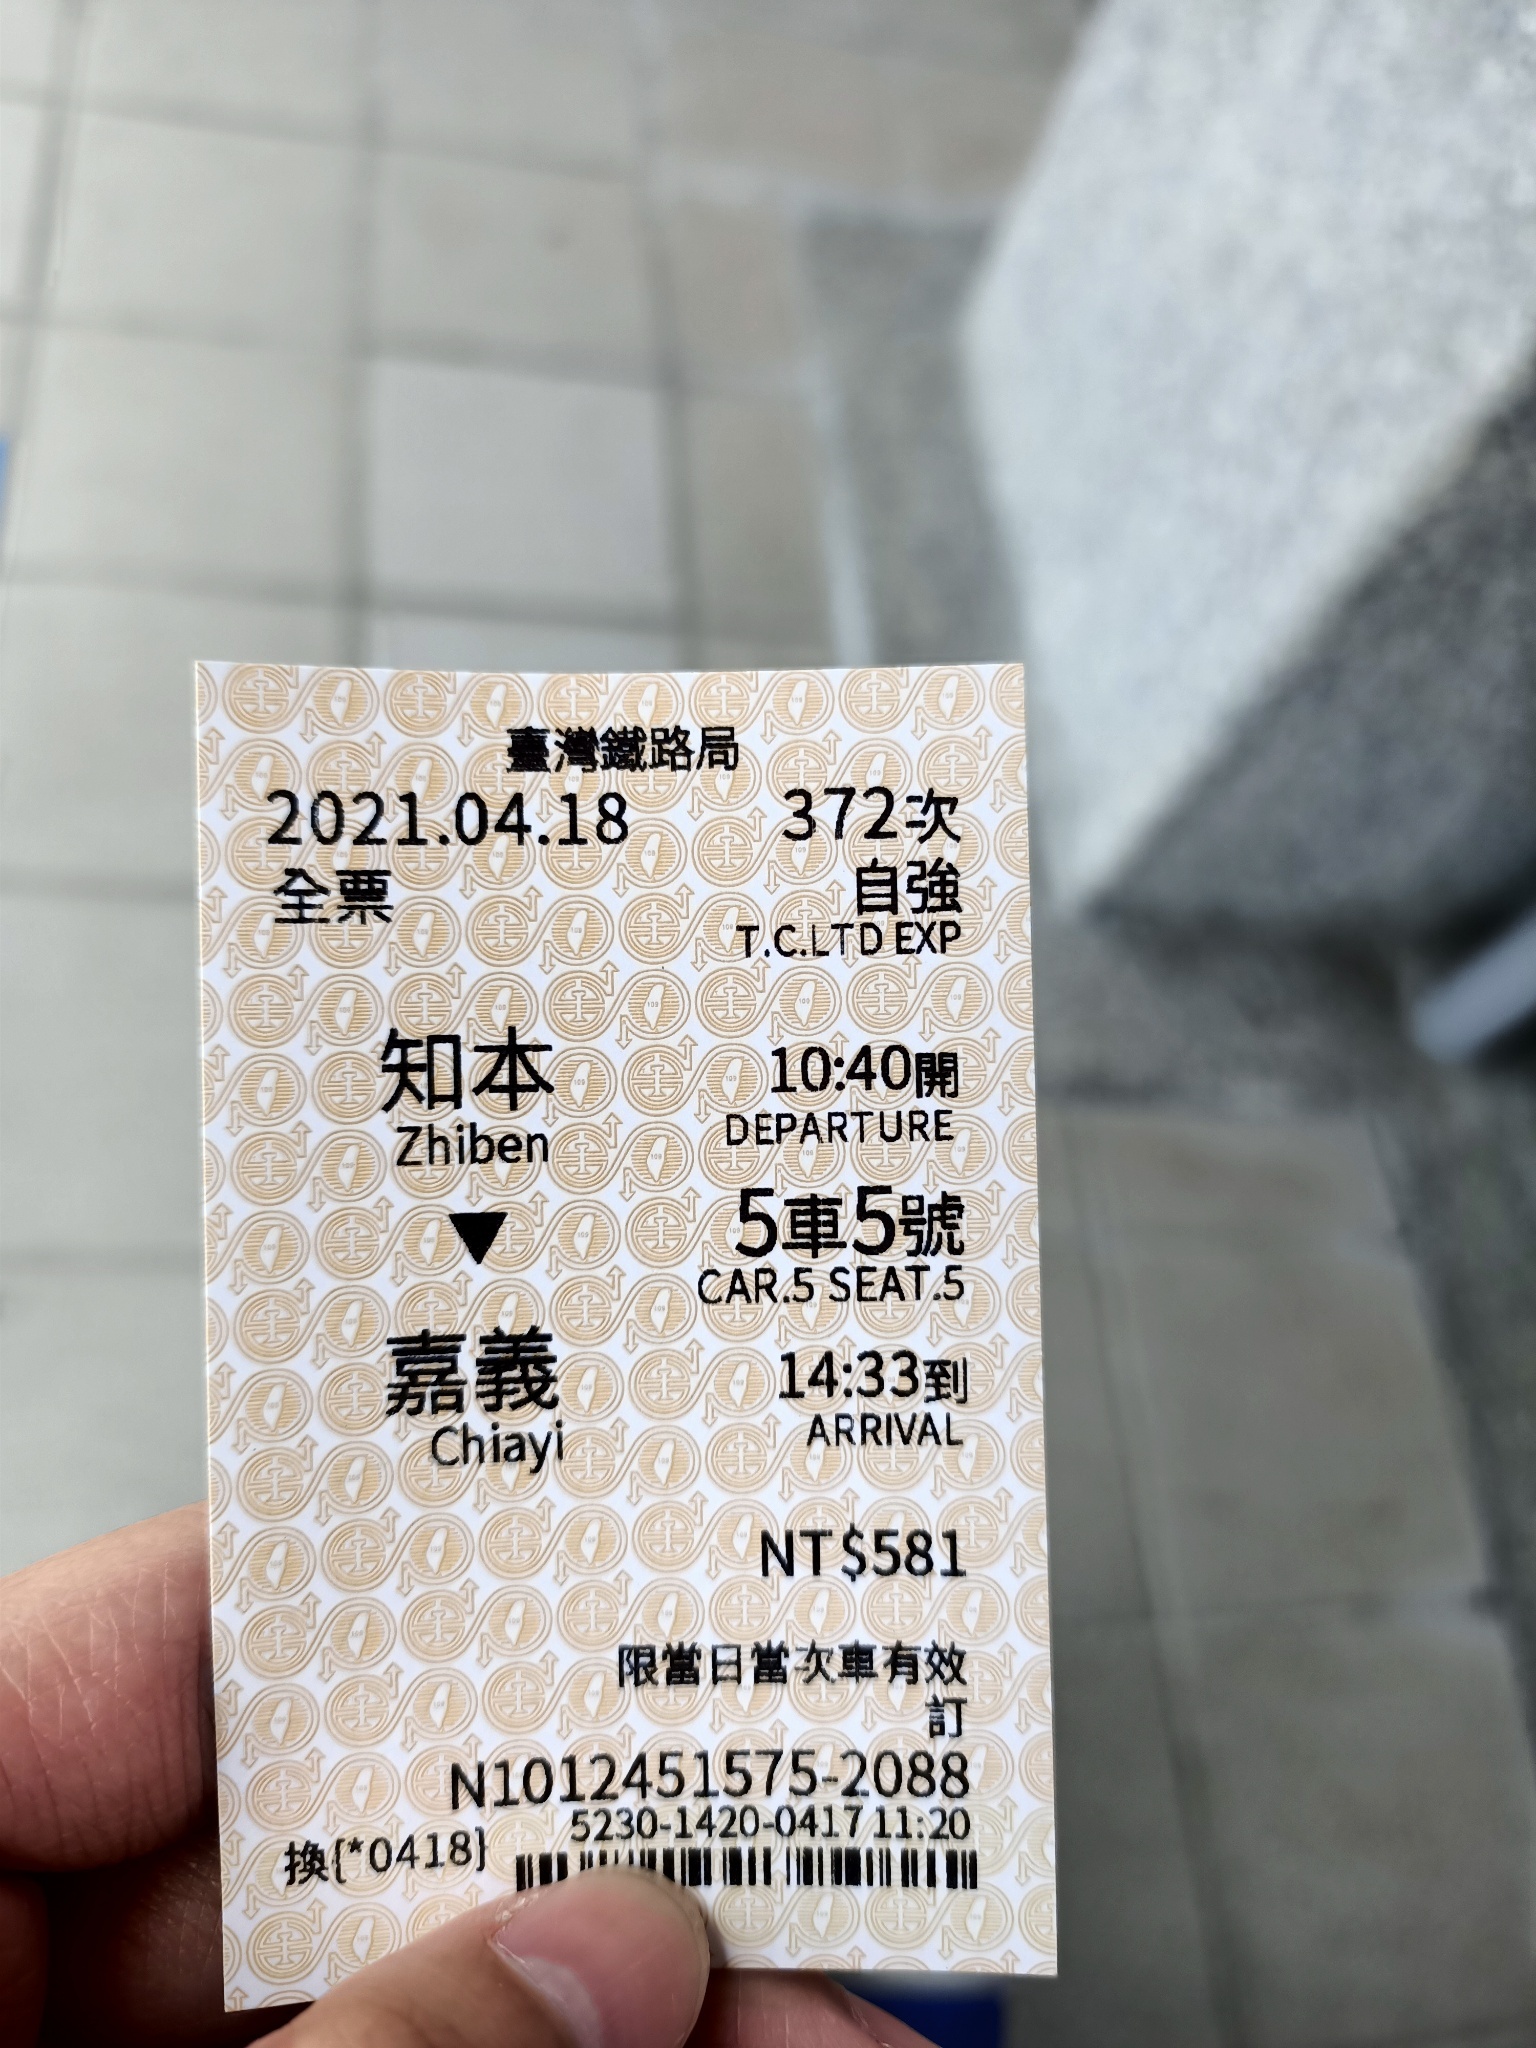 臺灣鐵路局
2021.04.18 372次
全票 自強
T.C.LTD EXP
知本 10:40開
Zhiben DEPARTURE
▼ 5車5號
CAR.5 SEAT.5
嘉義 14:33到
Chiayi ARRIVAL
NT$581
限當日當次車有效
訂
N1012451575-2088
5230-1420-0417 11:20
換{*0418}